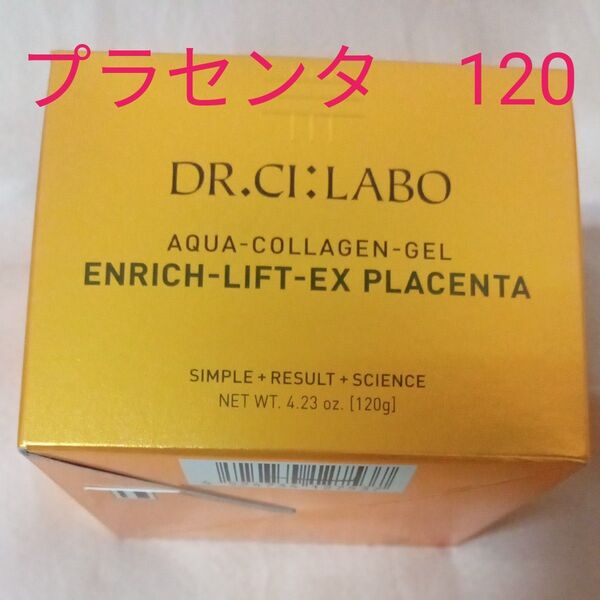 プラセンタ 120
DR.CI:LABO
AQUA-COLLAGEN-GEL
ENRICH-LIFT-EX PLACENTA
SIMPLE + RESULT + SCIENCE
NET WT. 4.23 oz. [120g]